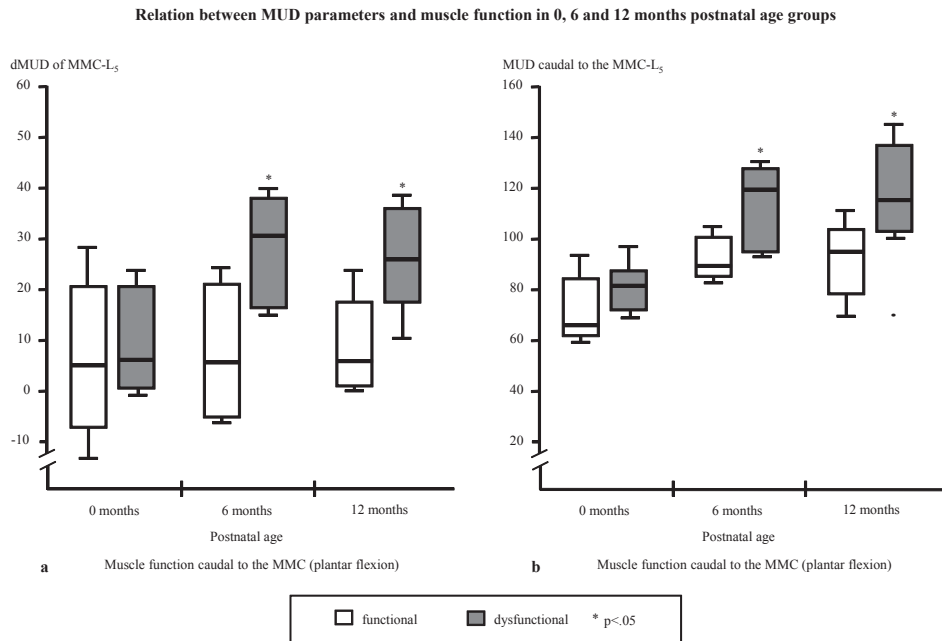 Relation between MUD parameters and muscle function in 0, 6 and 12 months postnatal age groups
dMUD of MMC-L5
60
50
40
30
20
10
0
-10
*
*
0 months
6 months
12 months
Postnatal age
a
Muscle function caudal to the MMC (plantar flexion)
MUD caudal to the MMC-L5
160
140
120
100
80
60
40
20
*
*
0 months
6 months
12 months
Postnatal age
b
Muscle function caudal to the MMC (plantar flexion)
functional
dysfunctional
* p<.05